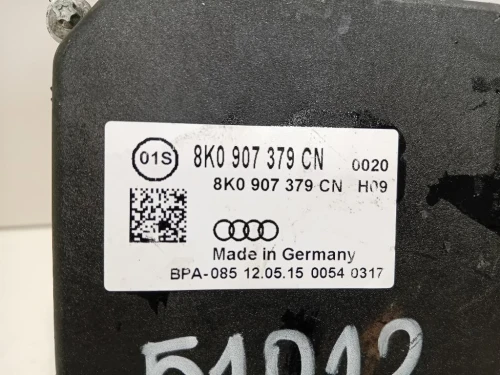 01S 8K0 907 379 CN 0020
8K0 907 379 CN H09
Made in Germany
BPA-085 12.05.15 0054 0317
51012